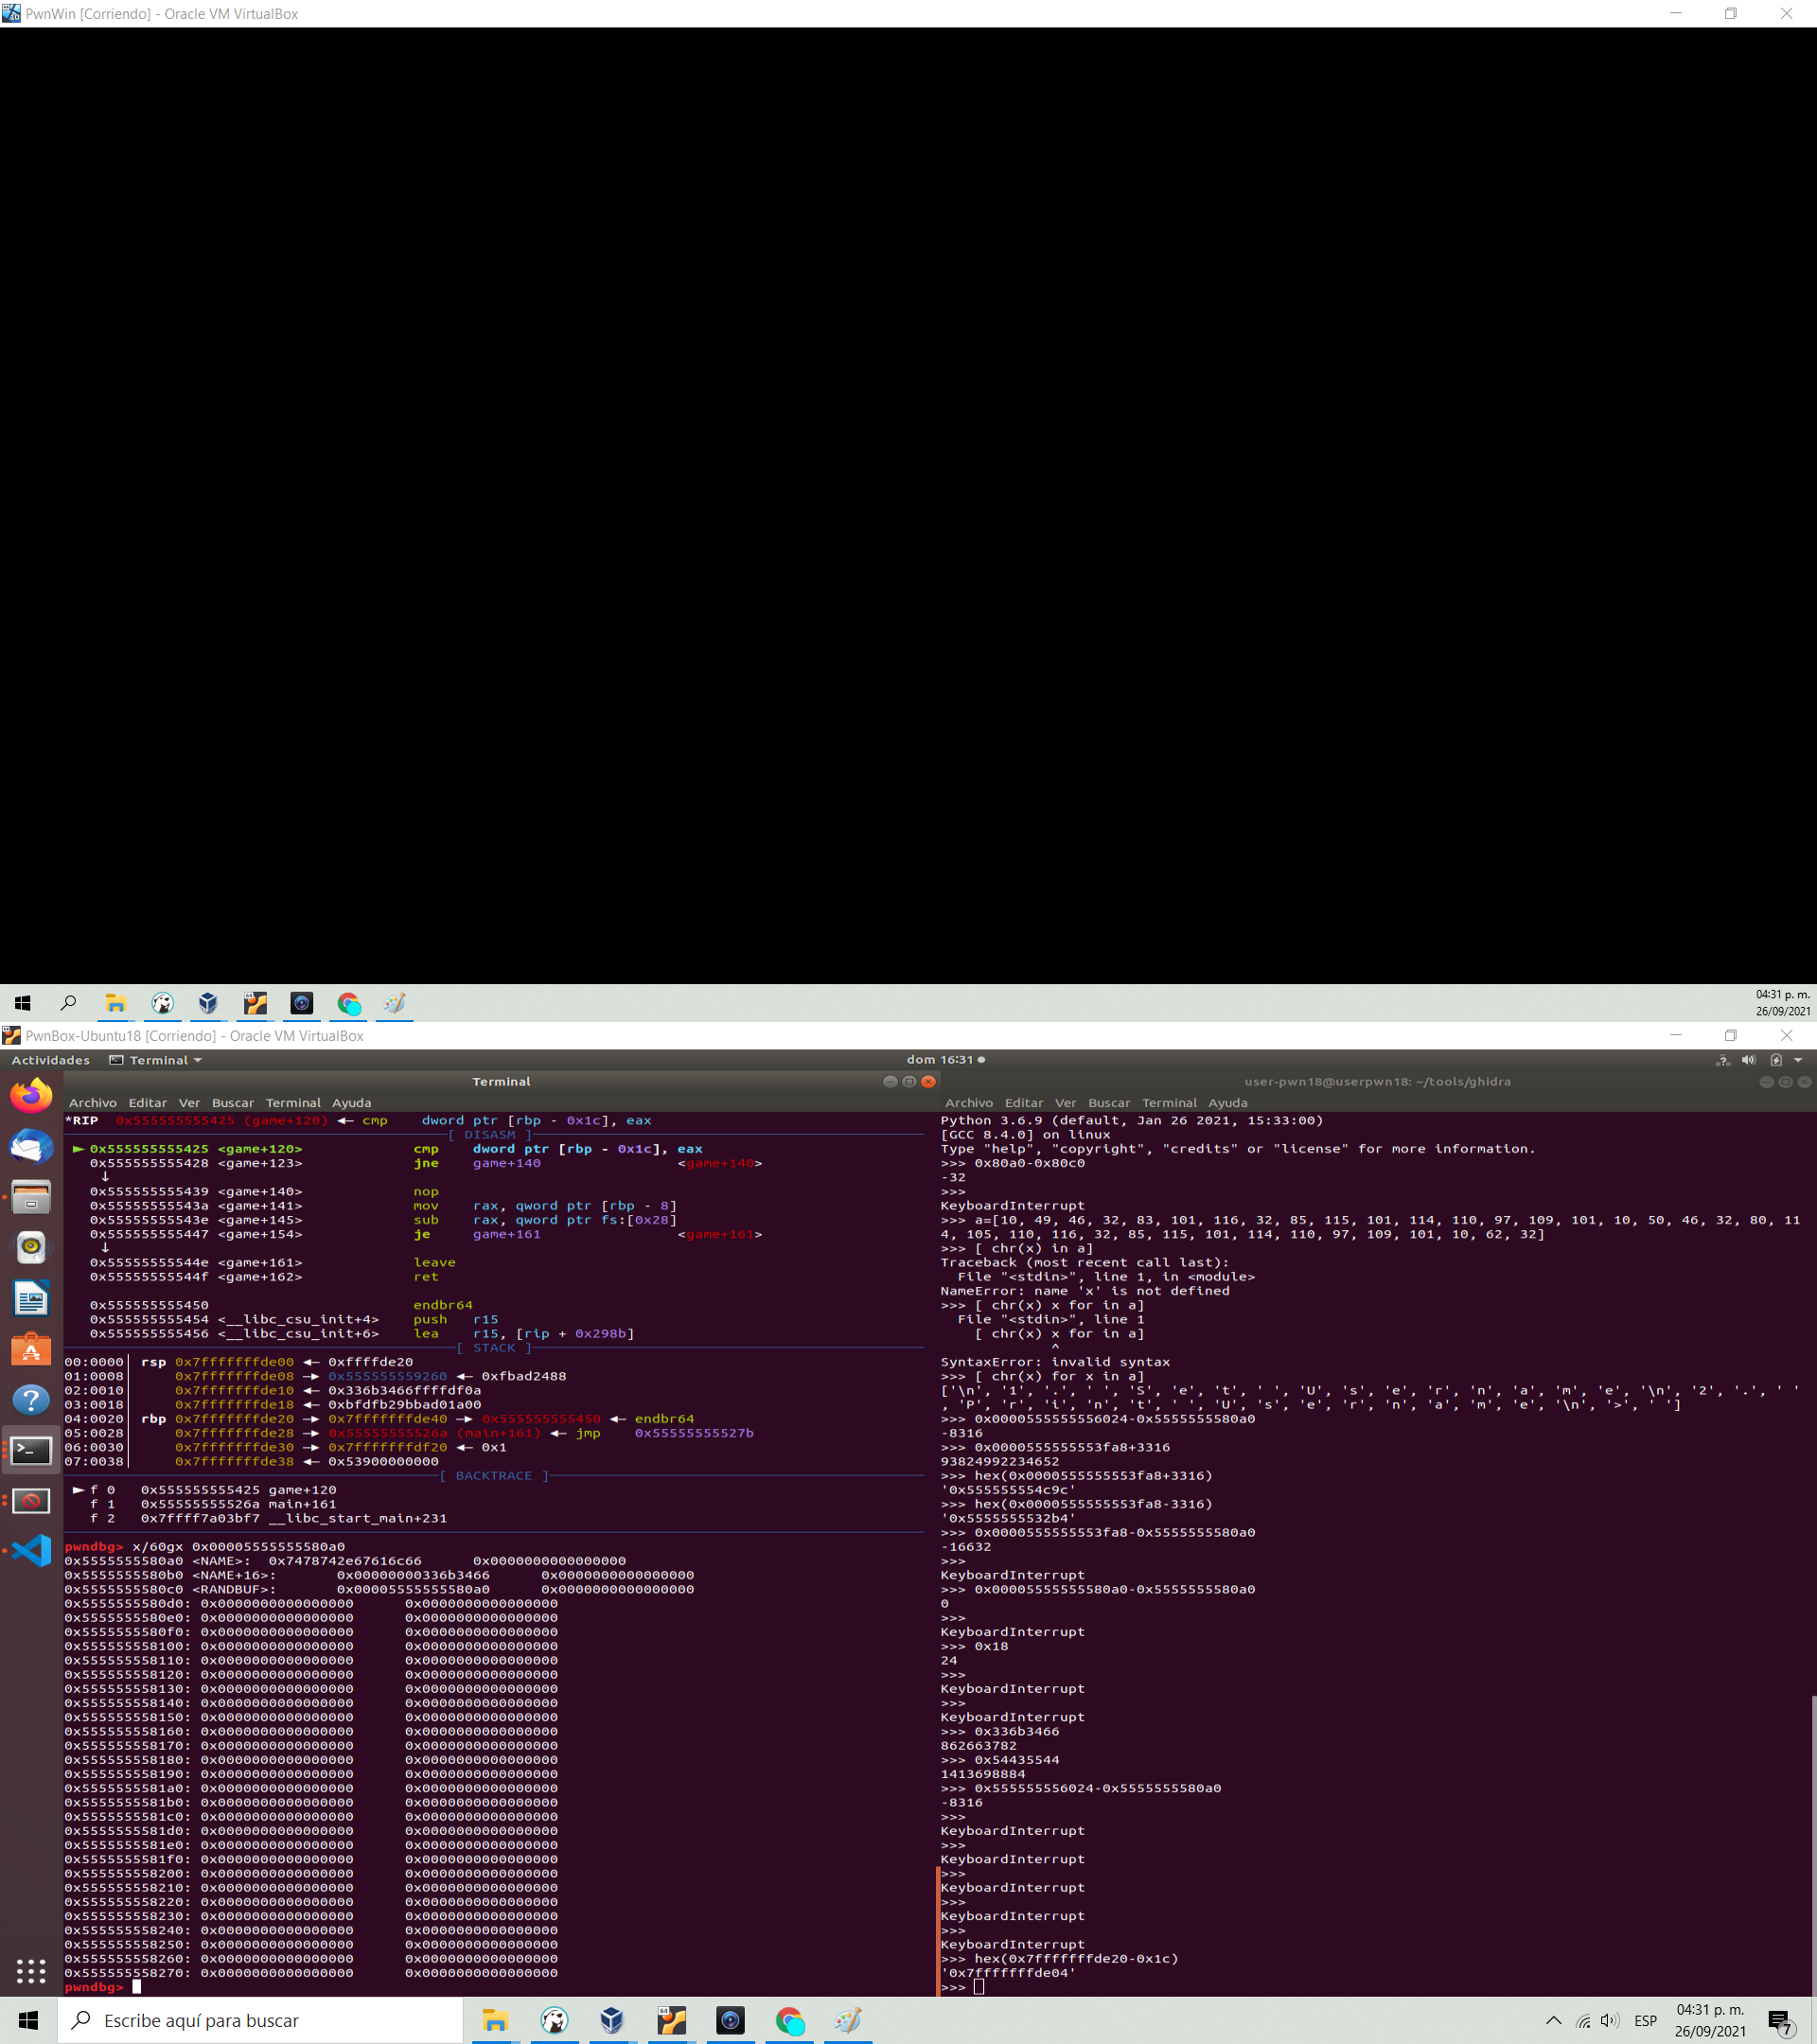 PwnWin [Corriendo] - Oracle VM VirtualBox
04:31 p. m.
26/09/2021
PwnBox-Ubuntu18 [Corriendo] - Oracle VM VirtualBox
Actividades Terminal dom 16:31
Terminal
Archivo Editar Ver Buscar Terminal Ayuda
*RIP 0x555555555425 (game+120) ◂— cmp dword ptr [rbp - 0x1c], eax
[ DISASM ]
► 0x555555555425 <game+120> cmp dword ptr [rbp - 0x1c], eax
0x555555555428 <game+123> jne game+140 <game+140>
↓
0x555555555439 <game+140> nop
0x55555555543a <game+141> mov rax, qword ptr [rbp - 8]
0x55555555543e <game+145> sub rax, qword ptr fs:[0x28]
0x555555555447 <game+154> je game+161 <game+161>
↓
0x55555555544e <game+161> leave
0x55555555544f <game+162> ret
0x555555555450 endbr64
0x555555555454 <__libc_csu_init+4> push r15
0x555555555456 <__libc_csu_init+6> lea r15, [rip + 0x298b]
[ STACK ]
00:0000│ rsp 0x7fffffffde00 ◂— 0xffffde20
01:0008│ 0x7fffffffde08 —▸ 0x555555559260 ◂— 0xfbad2488
02:0010│ 0x7fffffffde10 ◂— 0x336b3466ffffdf0a
03:0018│ 0x7fffffffde18 ◂— 0xbfdfb29bbad01a00
04:0020│ rbp 0x7fffffffde20 —▸ 0x7fffffffde40 —▸ 0x555555555450 ◂— endbr64
05:0028│ 0x7fffffffde28 —▸ 0x55555555526a (main+161) ◂— jmp 0x55555555527b
06:0030│ 0x7fffffffde30 —▸ 0x7fffffffdf20 ◂— 0x1
07:0038│ 0x7fffffffde38 ◂— 0x53900000000
[ BACKTRACE ]
► f 0 0x555555555425 game+120
f 1 0x55555555526a main+161
f 2 0x7ffff7a03bf7 __libc_start_main+231
pwndbg> x/60gx 0x00005555555580a0
0x5555555580a0 <NAME>: 0x7478742e67616c66 0x0000000000000000
0x5555555580b0 <NAME+16>: 0x00000000336b3466 0x0000000000000000
0x5555555580c0 <RANDBUF>: 0x00005555555580a0 0x0000000000000000
0x5555555580d0: 0x0000000000000000 0x0000000000000000
0x5555555580e0: 0x0000000000000000 0x0000000000000000
0x5555555580f0: 0x0000000000000000 0x0000000000000000
0x555555558100: 0x0000000000000000 0x0000000000000000
0x555555558110: 0x0000000000000000 0x0000000000000000
0x555555558120: 0x0000000000000000 0x0000000000000000
0x555555558130: 0x0000000000000000 0x0000000000000000
0x555555558140: 0x0000000000000000 0x0000000000000000
0x555555558150: 0x0000000000000000 0x0000000000000000
0x555555558160: 0x0000000000000000 0x0000000000000000
0x555555558170: 0x0000000000000000 0x0000000000000000
0x555555558180: 0x0000000000000000 0x0000000000000000
0x555555558190: 0x0000000000000000 0x0000000000000000
0x5555555581a0: 0x0000000000000000 0x0000000000000000
0x5555555581b0: 0x0000000000000000 0x0000000000000000
0x5555555581c0: 0x0000000000000000 0x0000000000000000
0x5555555581d0: 0x0000000000000000 0x0000000000000000
0x5555555581e0: 0x0000000000000000 0x0000000000000000
0x5555555581f0: 0x0000000000000000 0x0000000000000000
0x555555558200: 0x0000000000000000 0x0000000000000000
0x555555558210: 0x0000000000000000 0x0000000000000000
0x555555558220: 0x0000000000000000 0x0000000000000000
0x555555558230: 0x0000000000000000 0x0000000000000000
0x555555558240: 0x0000000000000000 0x0000000000000000
0x555555558250: 0x0000000000000000 0x0000000000000000
0x555555558260: 0x0000000000000000 0x0000000000000000
0x555555558270: 0x0000000000000000 0x0000000000000000
pwndbg>
user-pwn18@userpwn18: ~/tools/ghidra
Archivo Editar Ver Buscar Terminal Ayuda
Python 3.6.9 (default, Jan 26 2021, 15:33:00)
[GCC 8.4.0] on linux
Type "help", "copyright", "credits" or "license" for more information.
>>> 0x80a0-0x80c0
-32
>>>
KeyboardInterrupt
>>> a=[10, 49, 46, 32, 83, 101, 116, 32, 85, 115, 101, 114, 110, 97, 109, 101, 10, 50, 46, 32, 80, 11
4, 105, 110, 116, 32, 85, 115, 101, 114, 110, 97, 109, 101, 10, 62, 32]
>>> [ chr(x) in a]
Traceback (most recent call last):
File "<stdin>", line 1, in <module>
NameError: name 'x' is not defined
>>> [ chr(x) x for in a]
File "<stdin>", line 1
[ chr(x) x for in a]
^
SyntaxError: invalid syntax
>>> [ chr(x) for x in a]
['\n', '1', '.', ' ', 'S', 'e', 't', ' ', 'U', 's', 'e', 'r', 'n', 'a', 'm', 'e', '\n', '2', '.', ' '
, 'P', 'r', 'i', 'n', 't', ' ', 'U', 's', 'e', 'r', 'n', 'a', 'm', 'e', '\n', '>', ' ']
>>> 0x0000555555556024-0x5555555580a0
-8316
>>> 0x0000555555553fa8+3316
93824992234652
>>> hex(0x0000555555553fa8+3316)
'0x555555554c9c'
>>> hex(0x0000555555553fa8-3316)
'0x5555555532b4'
>>> 0x0000555555553fa8-0x5555555580a0
-16632
>>>
KeyboardInterrupt
>>> 0x00005555555580a0-0x5555555580a0
0
>>>
KeyboardInterrupt
>>> 0x18
24
>>>
KeyboardInterrupt
>>>
KeyboardInterrupt
>>> 0x336b3466
862663782
>>> 0x54435544
1413698884
>>> 0x555555556024-0x5555555580a0
-8316
>>>
KeyboardInterrupt
>>>
KeyboardInterrupt
>>>
KeyboardInterrupt
>>>
KeyboardInterrupt
>>>
KeyboardInterrupt
>>> hex(0x7fffffffde20-0x1c)
'0x7fffffffde04'
>>>
Escribe aquí para buscar
ESP
04:31 p. m.
26/09/2021
7